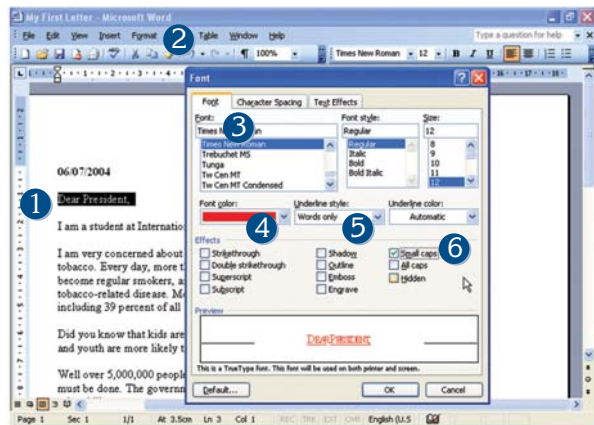 My First Letter - Microsoft Word
File Edit View Insert Format Table Window Help Type a question for help
2
100% Times New Roman 12 B I U
Font
Font Character Spacing Text Effects
Font: Font style: Size:
3
Times New Roman Regular 12
Times New Roman Regular 8
Trebuchet MS Italic 9
Tunga Bold 10
Tw Cen MT Bold Italic 11
Tw Cen MT Condensed 12
Font color: Underline style: Underline color:
4 Words only 5 Automatic
Effects
Strikethrough Shadow Small caps 6
Double strikethrough Outline All caps
Superscript Emboss Hidden
Subscript Engrave
Preview
Dear President,
This is a TrueType font. This font will be used on both printer and screen.
Default... OK Cancel
06/07/2004
1 Dear President,
I am a student at Internatio
I am very concerned about
tobacco. Every day, more t
become regular smokers, a
tobacco-related disease. Mo
including 39 percent of all
Did you know that kids are
and youth are more likely t
Well over 5,000,000 people
must be done. The governm
Page 1 Sec 1 1/1 At 3.5cm Ln 3 Col 1 REC TRK EXT OVR English (U.S